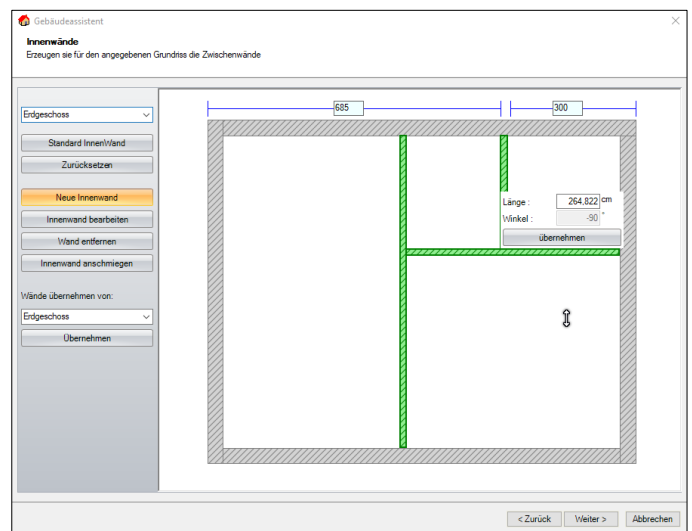 Gebäudeassistent
Innenwände
Erzeugen sie für den angegebenen Grundriss die Zwischenwände
Erdgeschoss
Standard InnenWand
Zurücksetzen
Neue Innenwand
Innenwand bearbeiten
Wand entfernen
Innenwand anschmiegen
Wände übernehmen von:
Erdgeschoss
Übernehmen
685
300
Länge : 264,822 cm
Winkel : -90 °
übernehmen
< Zurück Weiter > Abbrechen